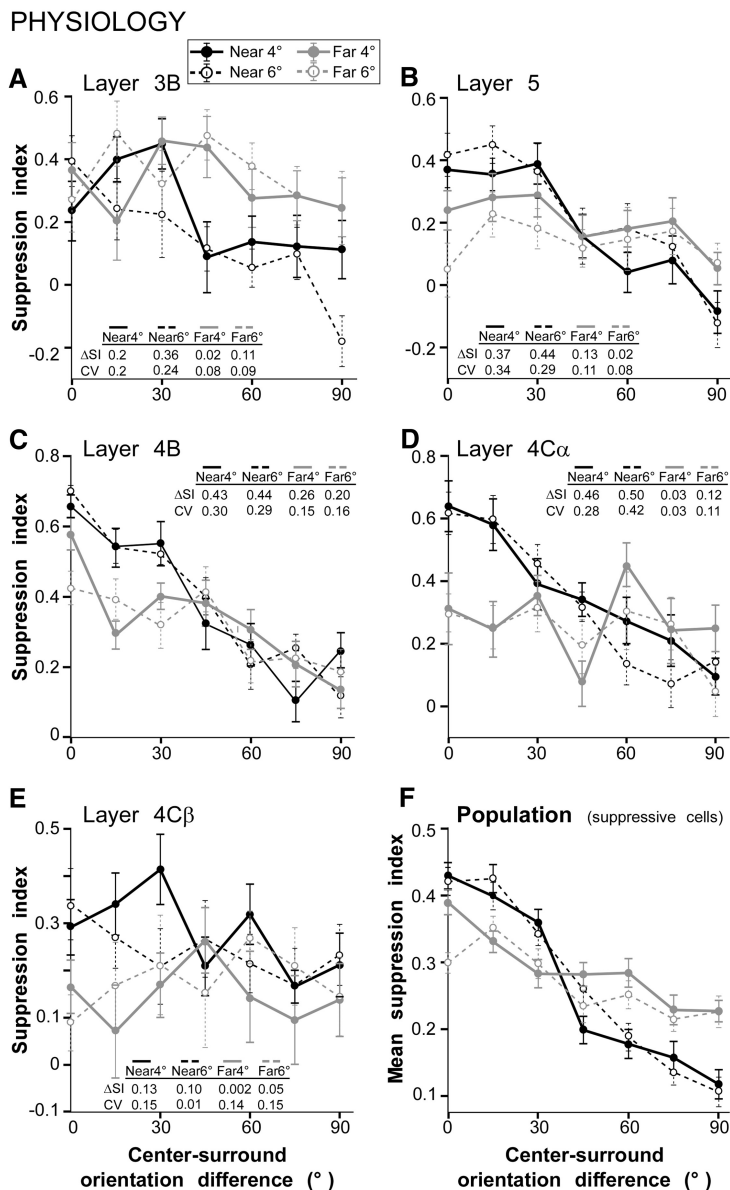 PHYSIOLOGY
Near 4° Far 4°
Near 6° Far 6°
A Layer 3B
Suppression index
0.6
0.4
0.2
0
-0.2
Near4° Near6° Far4° Far6°
ΔSI 0.2 0.36 0.02 0.11
CV 0.2 0.24 0.08 0.09
0 30 60 90
B Layer 5
0.6
0.4
0.2
0
-0.2
Near4° Near6° Far4° Far6°
ΔSI 0.37 0.44 0.13 0.02
CV 0.34 0.29 0.11 0.08
0 30 60 90
C Layer 4B
Suppression index
0.8
0.6
0.4
0.2
0
Near4° Near6° Far4° Far6°
ΔSI 0.43 0.44 0.26 0.20
CV 0.30 0.29 0.15 0.16
0 30 60 90
D Layer 4Cα
0.8
0.6
0.4
0.2
0
Near4° Near6° Far4° Far6°
ΔSI 0.46 0.50 0.03 0.12
CV 0.28 0.42 0.03 0.11
0 30 60 90
E Layer 4Cβ
Suppression index
0.5
0.3
0.1
0
-0.1
Near4° Near6° Far4° Far6°
ΔSI 0.13 0.10 0.002 0.05
CV 0.15 0.01 0.14 0.15
0 30 60 90
Center-surround
orientation difference (°)
F Population (suppressive cells)
Mean suppression index
0.5
0.4
0.3
0.2
0.1
0 30 60 90
Center-surround
orientation difference (°)